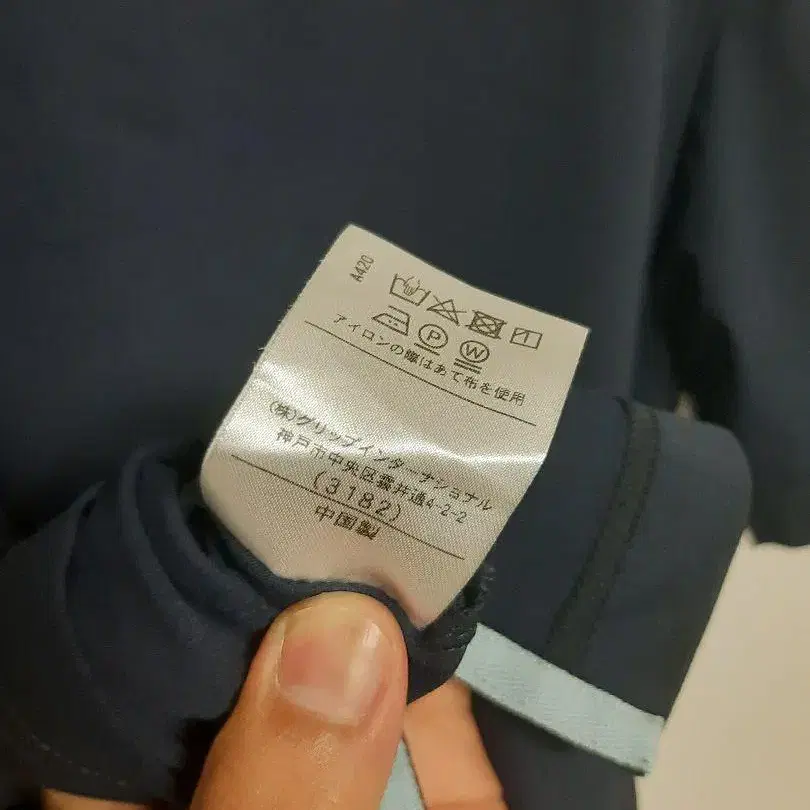 A420
P
W
アイロンの際はあて布を使用
(株)グリップインターナショナル
神戸市中央区雲井通4-2-2
(3182)
中国製